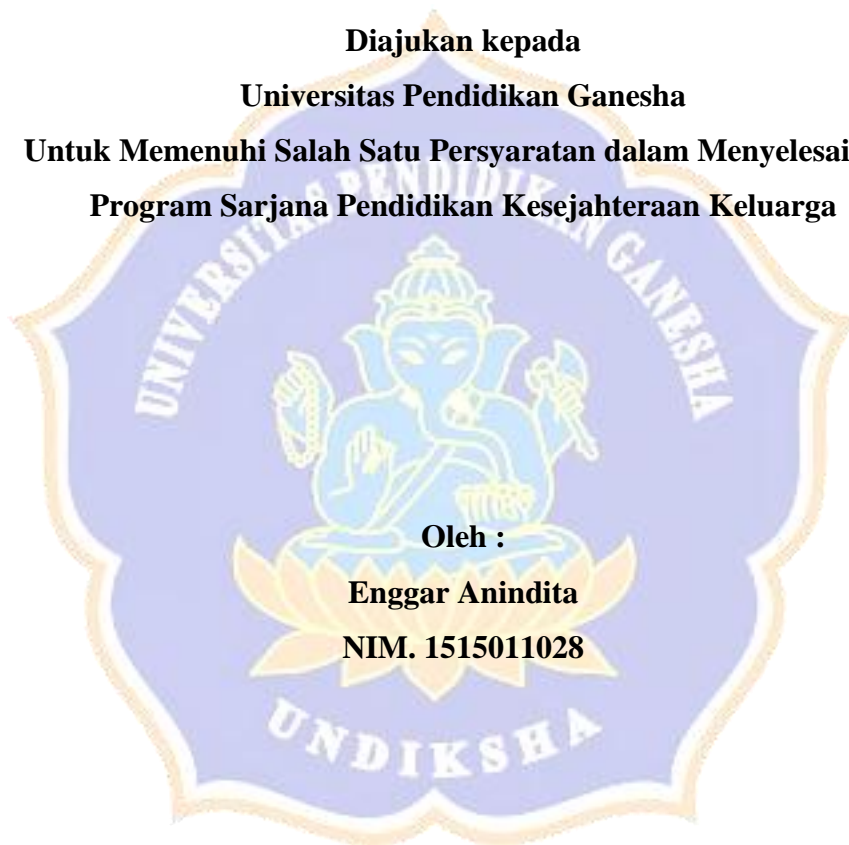 Diajukan kepada
Universitas Pendidikan Ganesha
Untuk Memenuhi Salah Satu Persyaratan dalam Menyelesai
Program Sarjana Pendidikan Kesejahteraan Keluarga
UNIVERSITAS PENDIDIKAN GANESHA
Oleh :
Enggar Anindita
NIM. 1515011028
UNDIKSHA